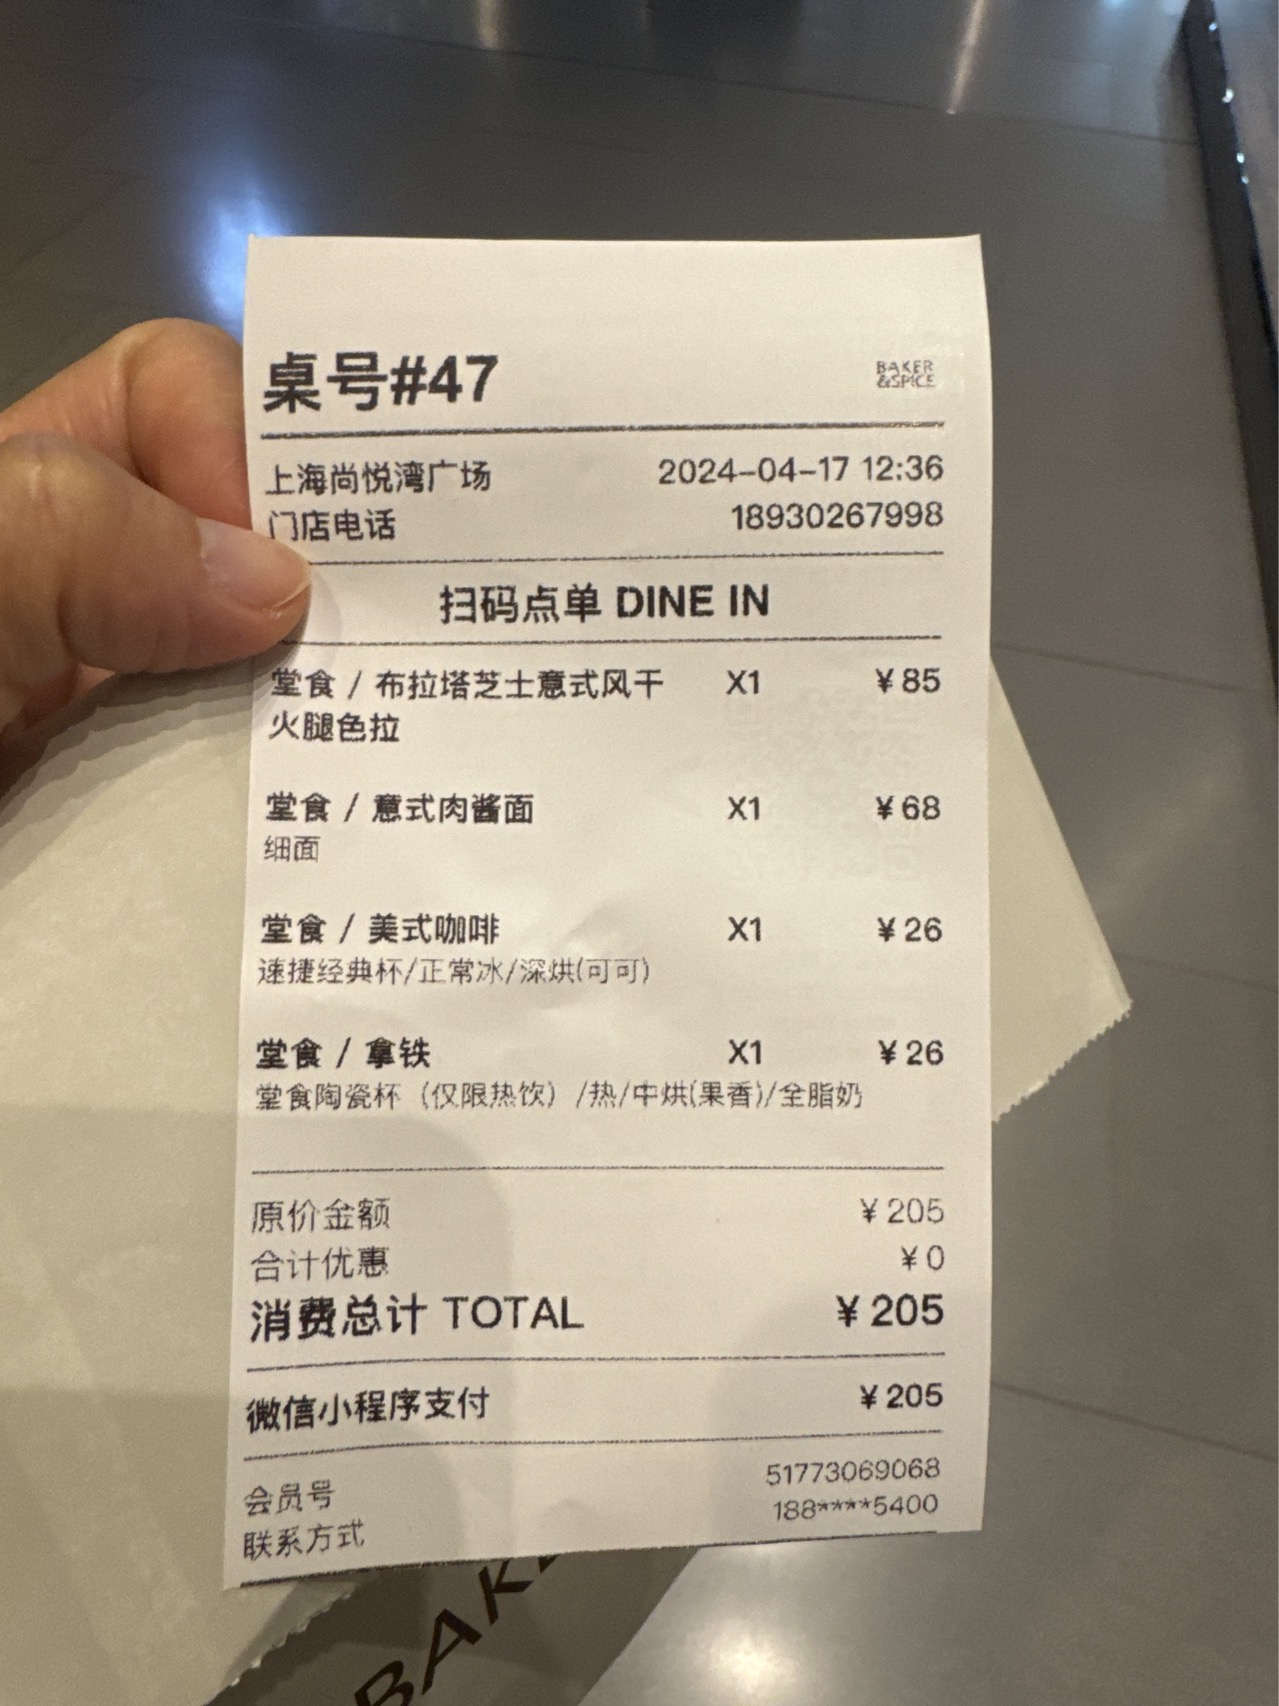 桌号#47
BAKER
&SPICE
上海尚悦湾广场 2024-04-17 12:36
门店电话 18930267998
扫码点单 DINE IN
堂食 / 布拉塔芝士意式风干 X1 ¥85
火腿色拉
堂食 / 意式肉酱面 X1 ¥68
细面
堂食 / 美式咖啡 X1 ¥26
速捷经典杯/正常冰/深烘(可可)
堂食 / 拿铁 X1 ¥26
堂食陶瓷杯（仅限热饮）/热/中烘(果香)/全脂奶
原价金额 ¥205
合计优惠 ¥0
消费总计 TOTAL ¥205
微信小程序支付 ¥205
会员号 51773069068
联系方式 188****5400
BAKE